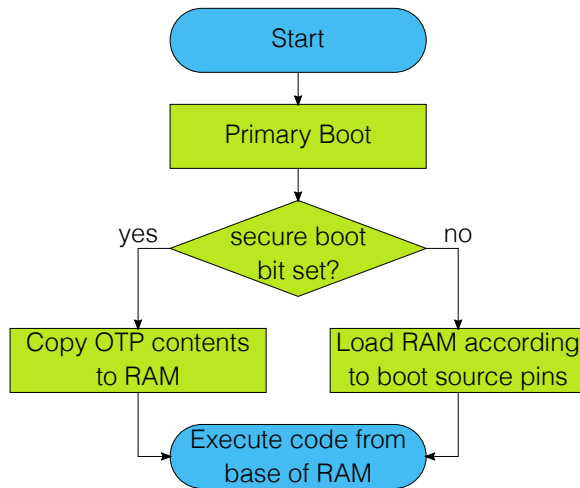 Start
Primary Boot
yes
secure boot
bit set?
no
Copy OTP contents
to RAM
Load RAM according
to boot source pins
Execute code from
base of RAM